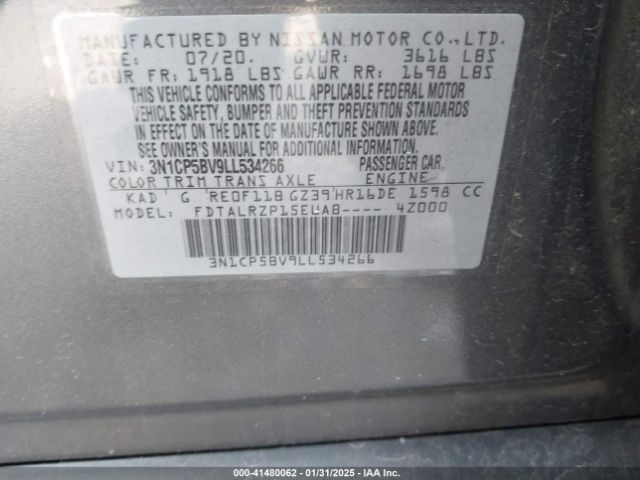 MANUFACTURED BY NISSAN MOTOR CO.,LTD.
DATE: 07/20. GVWR: 3616 LBS
GAWR FR: 1918 LBS GAWR RR: 1698 LBS
THIS VEHICLE CONFORMS TO ALL APPLICABLE FEDERAL MOTOR
VEHICLE SAFETY, BUMPER AND THEFT PREVENTION STANDARDS
IN EFFECT ON THE DATE OF MANUFACTURE SHOWN ABOVE.
SEE OWNER'S MANUAL FOR ADDITIONAL INFORMATION.
VIN: 3N1CP5BV9LL534266 PASSENGER CAR.
COLOR TRIM TRANS AXLE ENGINE
KAD G RE0F11B GZ39 HR16DE 1598 CC
MODEL: FDTALRZP15EUAB---- 4Z000
3N1CP5BV9LL534266
000-41480062 - 01/31/2025 - IAA Inc.